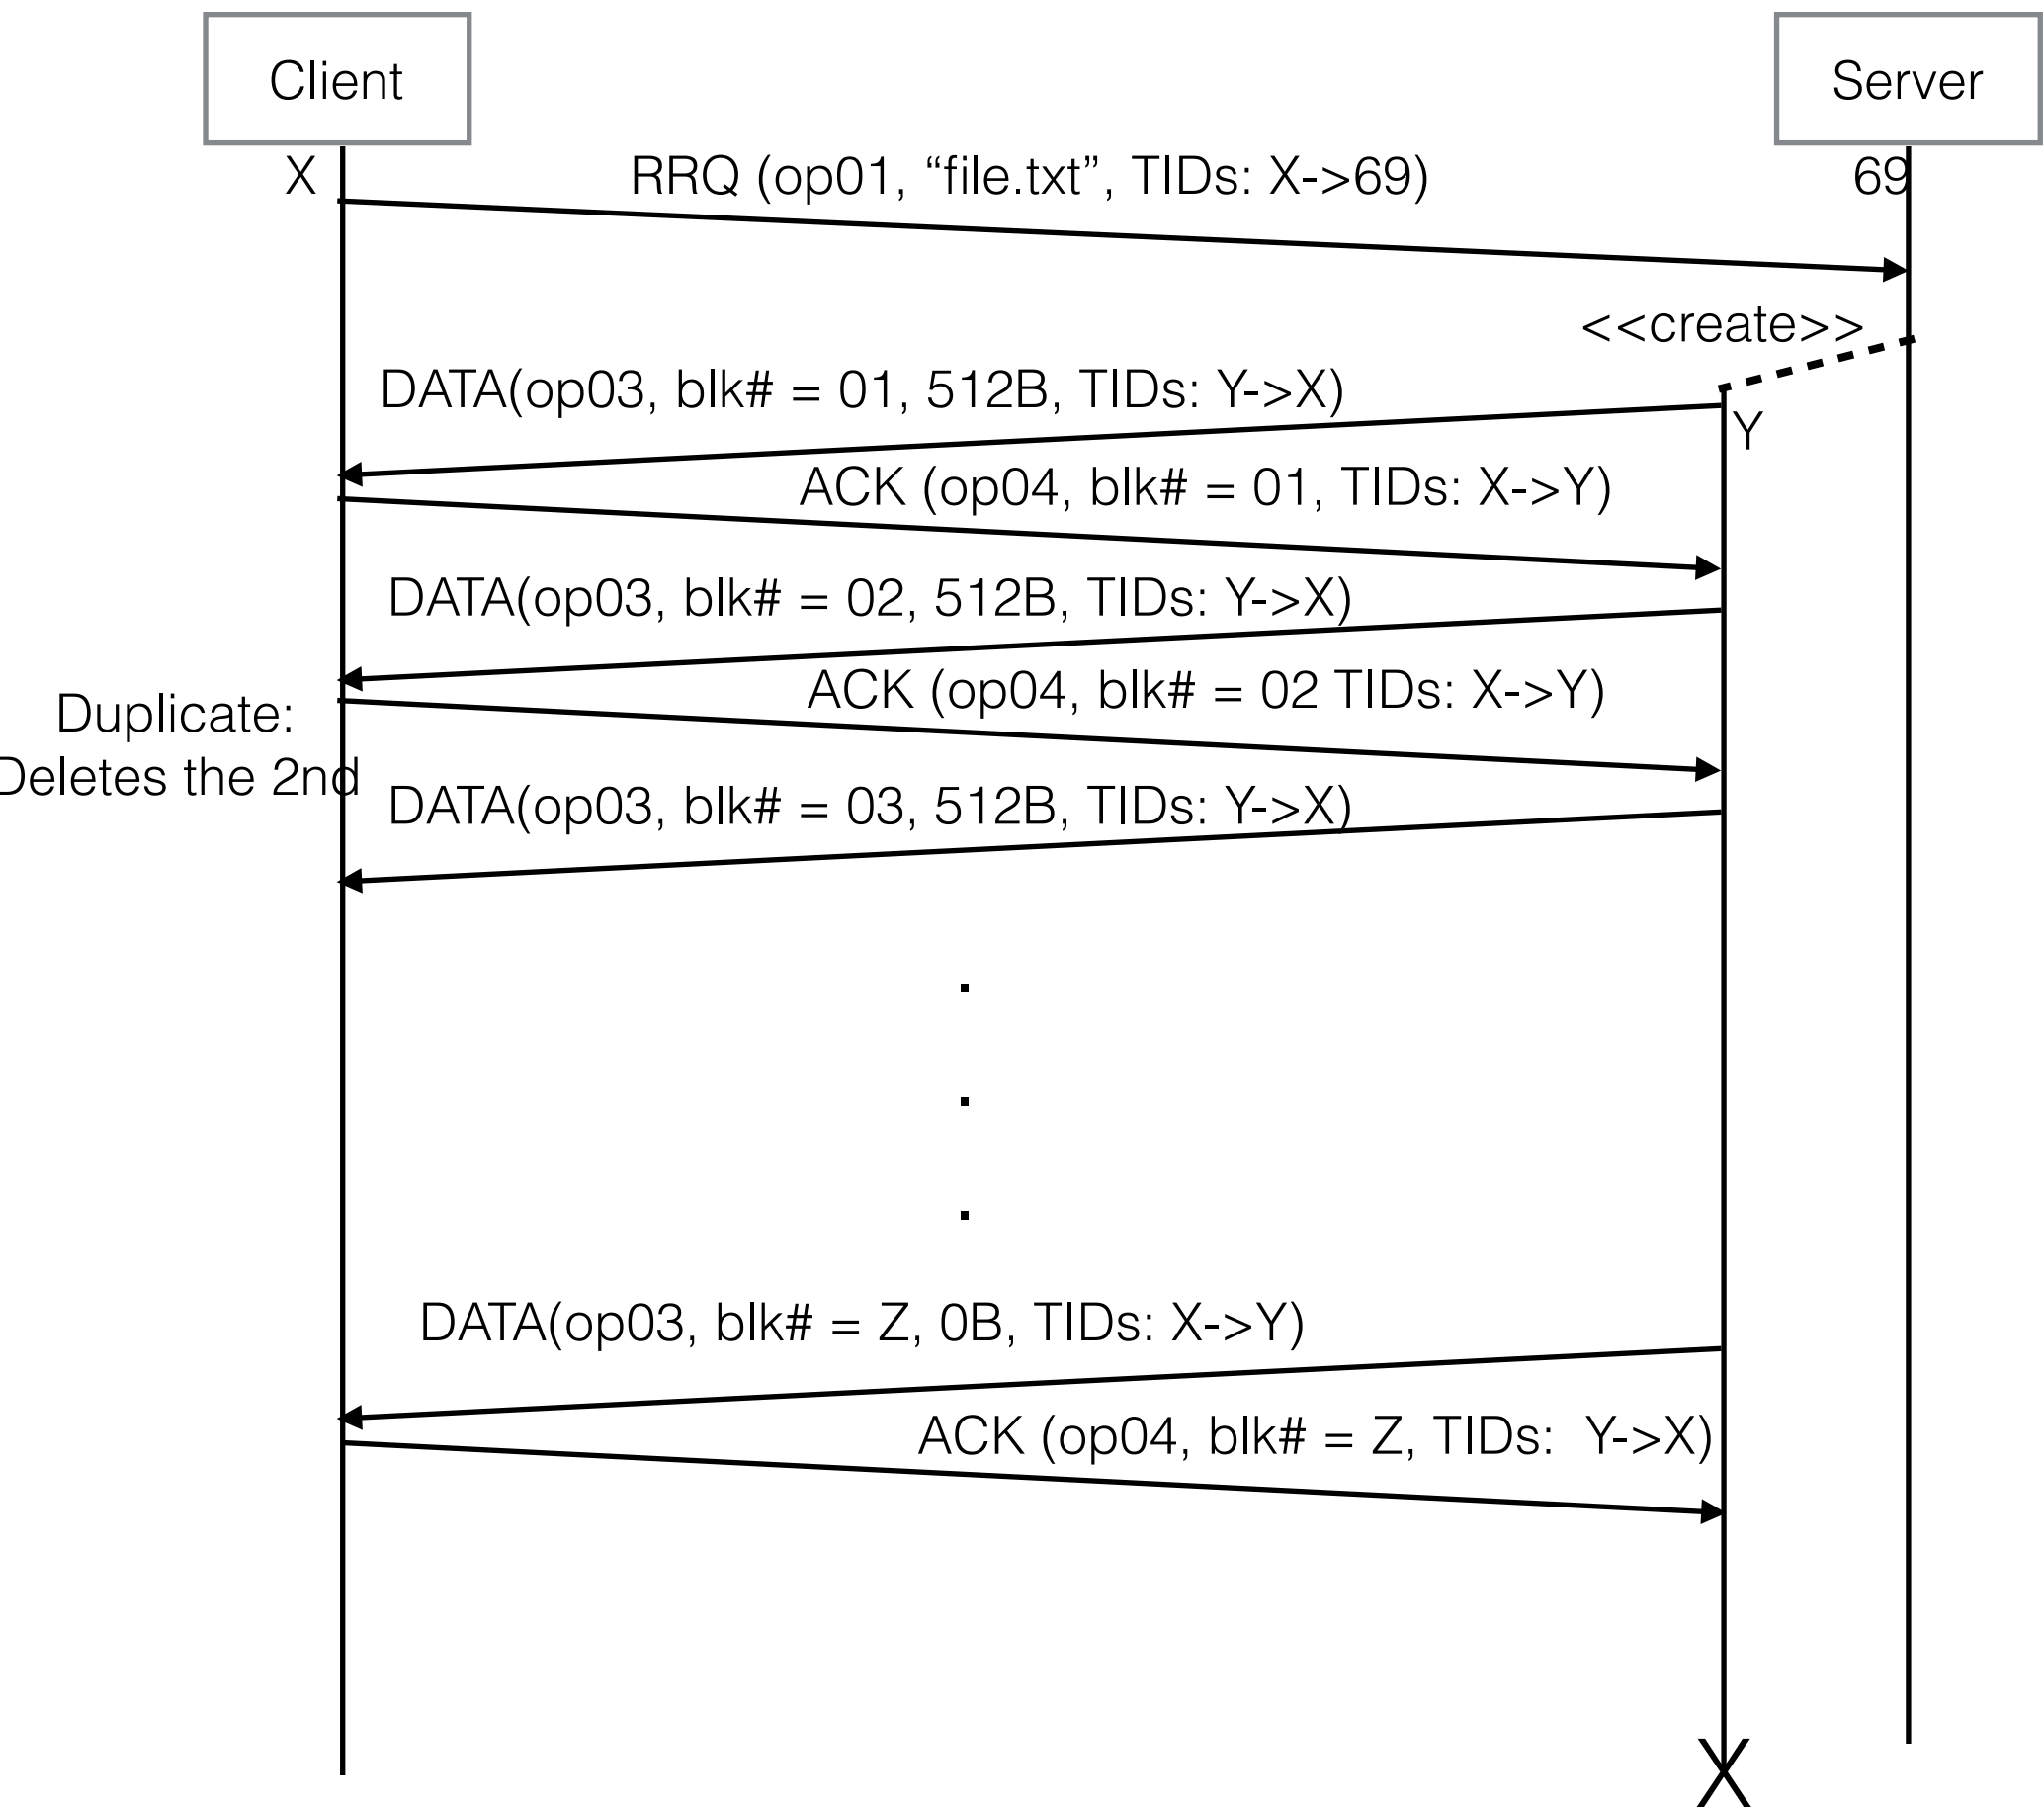 Client
Server
X
RRQ (op01, “file.txt”, TIDs: X->69)
69
<<create>>
DATA(op03, blk# = 01, 512B, TIDs: Y->X)
Y
ACK (op04, blk# = 01, TIDs: X->Y)
DATA(op03, blk# = 02, 512B, TIDs: Y->X)
ACK (op04, blk# = 02 TIDs: X->Y)
Duplicate:
Deletes the 2nd
DATA(op03, blk# = 03, 512B, TIDs: Y->X)
.
.
.
DATA(op03, blk# = Z, 0B, TIDs: X->Y)
ACK (op04, blk# = Z, TIDs: Y->X)
X